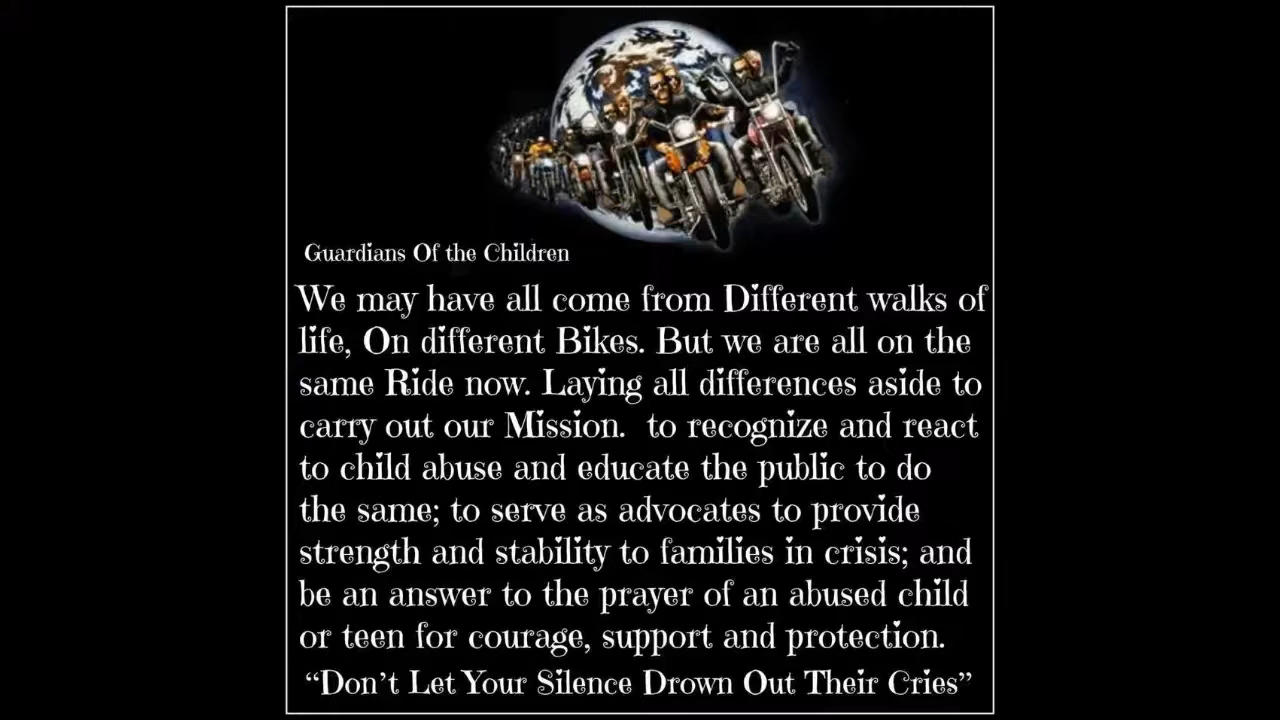 Guardians Of the Children
We may have all come from Different walks of
life, On different Bikes. But we are all on the
same Ride now. Laying all differences aside to
carry out our Mission.  to recognize and react
to child abuse and educate the public to do
the same; to serve as advocates to provide
strength and stability to families in crisis; and
be an answer to the prayer of an abused child
or teen for courage, support and protection.
“Don’t Let Your Silence Drown Out Their Cries”